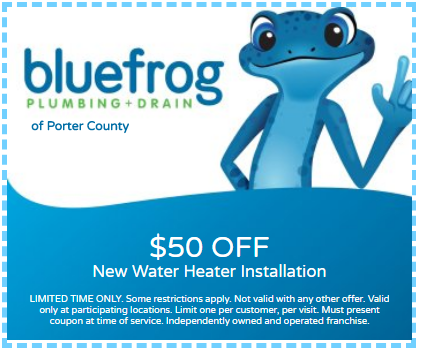 bluefrog
PLUMBING + DRAIN
of Porter County
$50 OFF
New Water Heater Installation
LIMITED TIME ONLY. Some restrictions apply. Not valid with any other offer. Valid
only at participating locations. Limit one per customer, per visit. Must present
coupon at time of service. Independently owned and operated franchise.